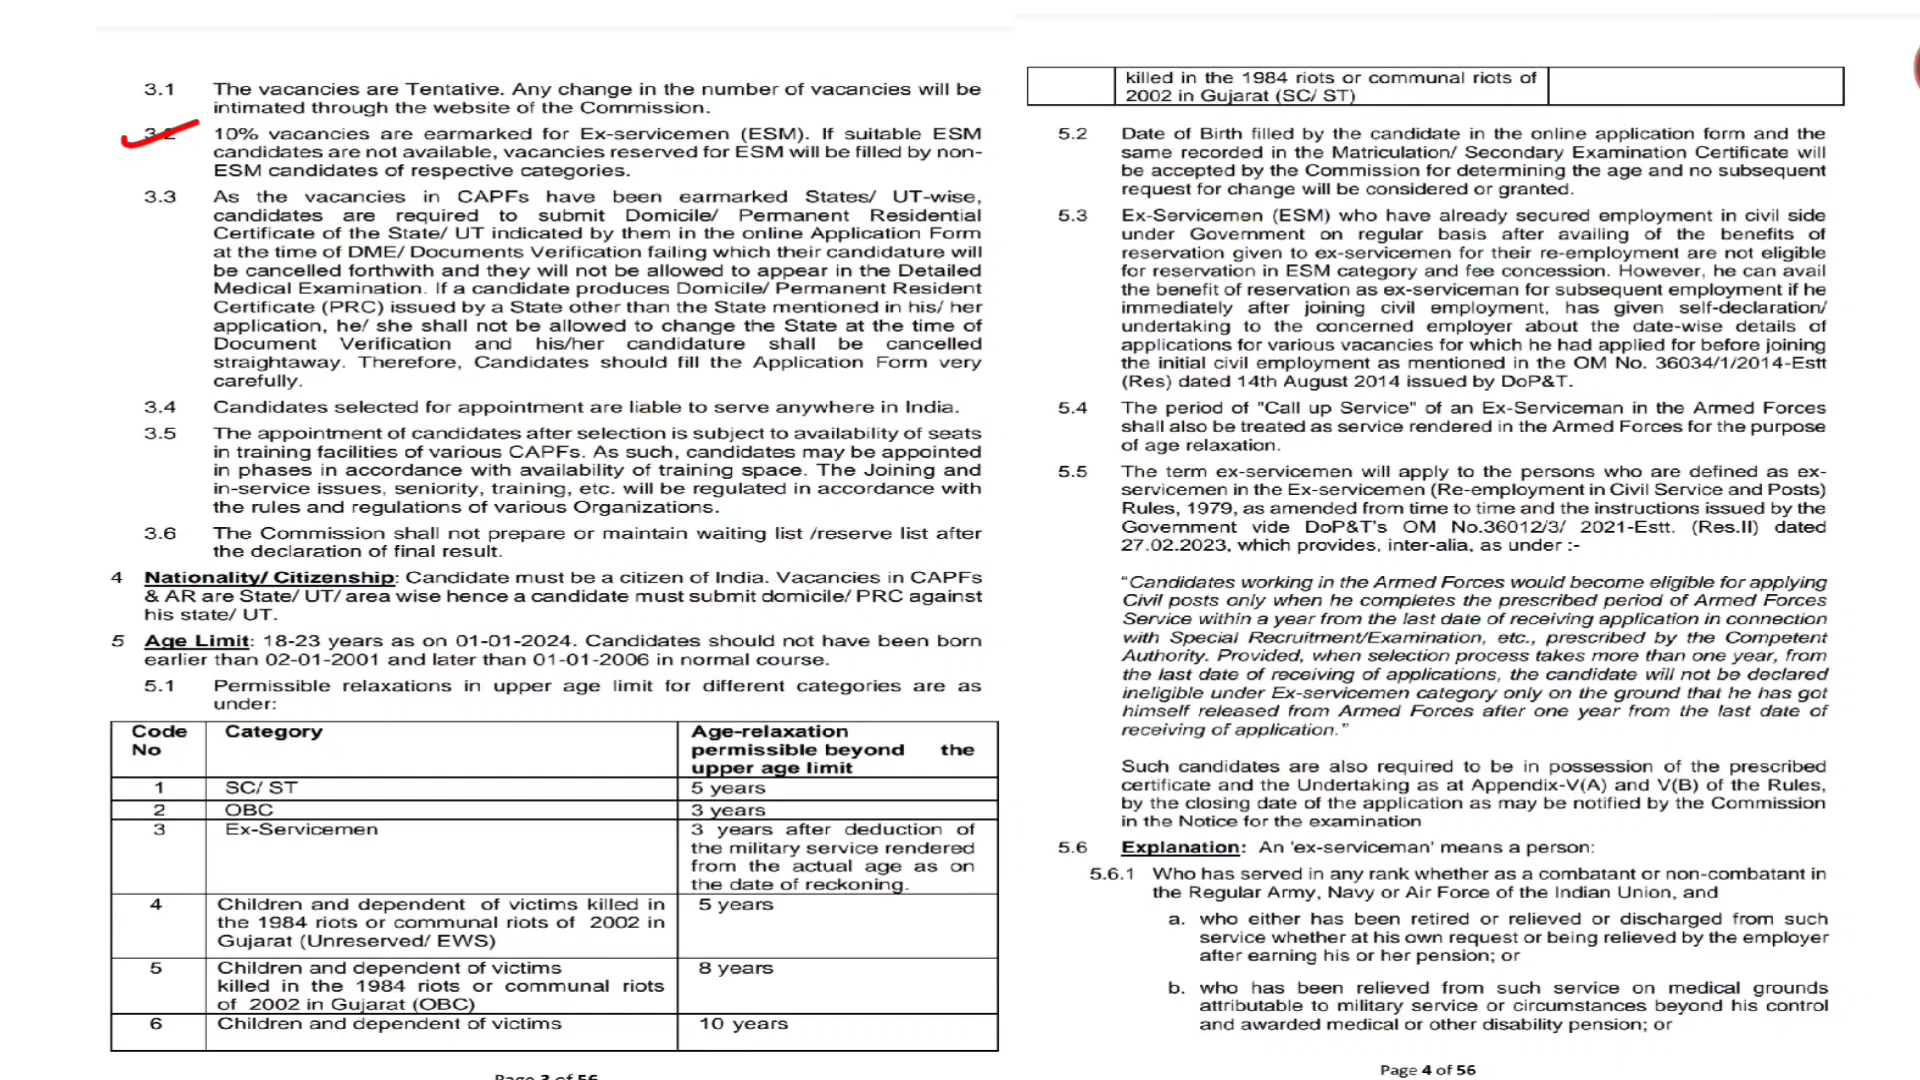 3.1 The vacancies are Tentative. Any change in the number of vacancies will be
intimated through the website of the Commission.
3.2 10% vacancies are earmarked for Ex-servicemen (ESM). If suitable ESM
candidates are not available, vacancies reserved for ESM will be filled by non-
ESM candidates of respective categories.
3.3 As the vacancies in CAPFs have been earmarked States/ UT-wise,
candidates are required to submit Domicile/ Permanent Residential
Certificate of the State/ UT indicated by them in the online Application Form
at the time of DME/ Documents Verification failing which their candidature will
be cancelled forthwith and they will not be allowed to appear in the Detailed
Medical Examination. If a candidate produces Domicile/ Permanent Resident
Certificate (PRC) issued by a State other than the State mentioned in his/ her
application, he/ she shall not be allowed to change the State at the time of
Document Verification and his/her candidature shall be cancelled
straightaway. Therefore, Candidates should fill the Application Form very
carefully.
3.4 Candidates selected for appointment are liable to serve anywhere in India.
3.5 The appointment of candidates after selection is subject to availability of seats
in training facilities of various CAPFs. As such, candidates may be appointed
in phases in accordance with availability of training space. The Joining and
in-service issues, seniority, training, etc. will be regulated in accordance with
the rules and regulations of various Organizations.
3.6 The Commission shall not prepare or maintain waiting list /reserve list after
the declaration of final result.
4 Nationality/ Citizenship: Candidate must be a citizen of India. Vacancies in CAPFs
& AR are State/ UT/ area wise hence a candidate must submit domicile/ PRC against
his state/ UT.
5 Age Limit: 18-23 years as on 01-01-2024. Candidates should not have been born
earlier than 02-01-2001 and later than 01-01-2006 in normal course.
5.1 Permissible relaxations in upper age limit for different categories are as
under:
Code No Category Age-relaxation permissible beyond the upper age limit
1 SC/ ST 5 years
2 OBC 3 years
3 Ex-Servicemen 3 years after deduction of
the military service rendered
from the actual age as on
the date of reckoning.
4 Children and dependent of victims killed in 5 years
the 1984 riots or communal riots of 2002 in
Gujarat (Unreserved/ EWS)
5 Children and dependent of victims 8 years
killed in the 1984 riots or communal riots
of 2002 in Gujarat (OBC)
6 Children and dependent of victims 10 years
Page 3 of 56
killed in the 1984 riots or communal riots of
2002 in Gujarat (SC/ ST)
5.2 Date of Birth filled by the candidate in the online application form and the
same recorded in the Matriculation/ Secondary Examination Certificate will
be accepted by the Commission for determining the age and no subsequent
request for change will be considered or granted.
5.3 Ex-Servicemen (ESM) who have already secured employment in civil side
under Government on regular basis after availing of the benefits of
reservation given to ex-servicemen for their re-employment are not eligible
for reservation in ESM category and fee concession. However, he can avail
the benefit of reservation as ex-serviceman for subsequent employment if he
immediately after joining civil employment, has given self-declaration/
undertaking to the concerned employer about the date-wise details of
applications for various vacancies for which he had applied for before joining
the initial civil employment as mentioned in the OM No. 36034/1/2014-Estt
(Res) dated 14th August 2014 issued by DoP&T.
5.4 The period of "Call up Service" of an Ex-Serviceman in the Armed Forces
shall also be treated as service rendered in the Armed Forces for the purpose
of age relaxation.
5.5 The term ex-servicemen will apply to the persons who are defined as ex-
servicemen in the Ex-servicemen (Re-employment in Civil Service and Posts)
Rules, 1979, as amended from time to time and the instructions issued by the
Government vide DoP&T's OM No.36012/3/ 2021-Estt. (Res.II) dated
27.02.2023, which provides, inter-alia, as under :-
“Candidates working in the Armed Forces would become eligible for applying
Civil posts only when he completes the prescribed period of Armed Forces
Service within a year from the last date of receiving application in connection
with Special Recruitment/Examination, etc., prescribed by the Competent
Authority. Provided, when selection process takes more than one year, from
the last date of receiving of applications, the candidate will not be declared
ineligible under Ex-servicemen category only on the ground that he has got
himself released from Armed Forces after one year from the last date of
receiving of application.”
Such candidates are also required to be in possession of the prescribed
certificate and the Undertaking as at Appendix-V(A) and V(B) of the Rules,
by the closing date of the application as may be notified by the Commission
in the Notice for the examination
5.6 Explanation: An 'ex-serviceman' means a person:
5.6.1 Who has served in any rank whether as a combatant or non-combatant in
the Regular Army, Navy or Air Force of the Indian Union, and
a. who either has been retired or relieved or discharged from such
service whether at his own request or being relieved by the employer
after earning his or her pension; or
b. who has been relieved from such service on medical grounds
attributable to military service or circumstances beyond his control
and awarded medical or other disability pension; or
Page 4 of 56